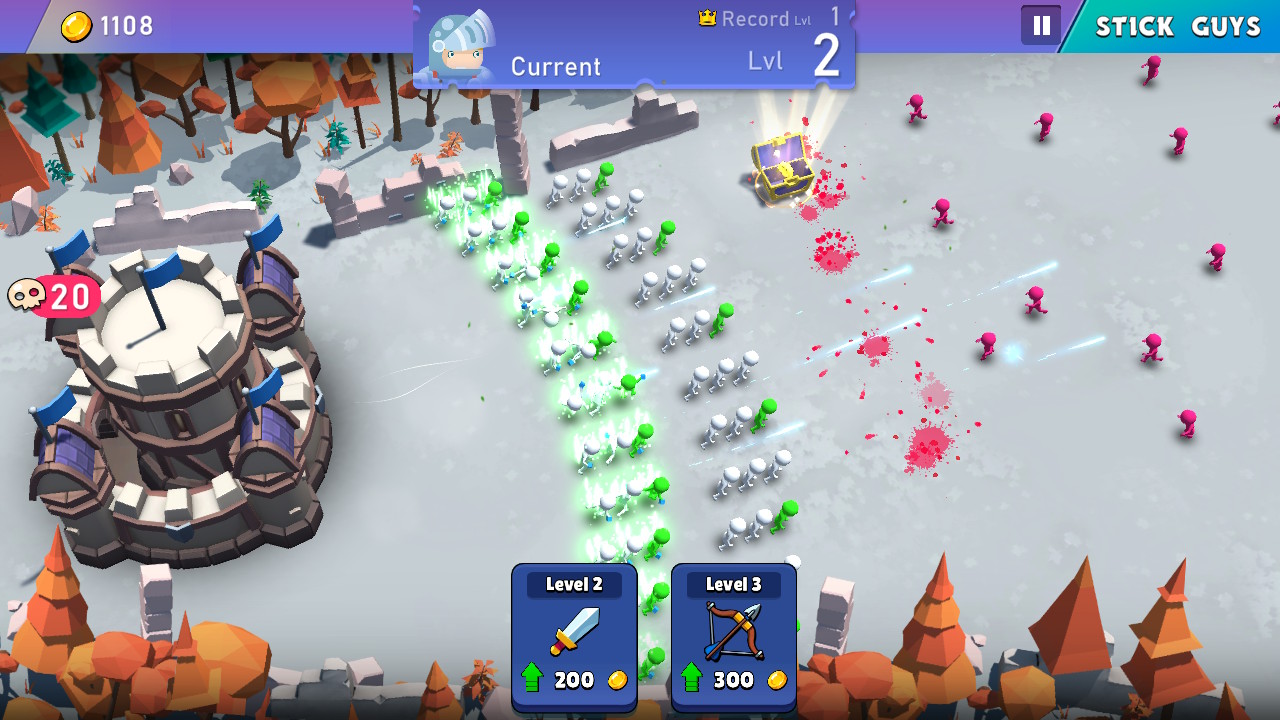 1108
Record Lvl 1
Current
Lvl 2
STICK GUYS
20
Level 2
200
Level 3
300